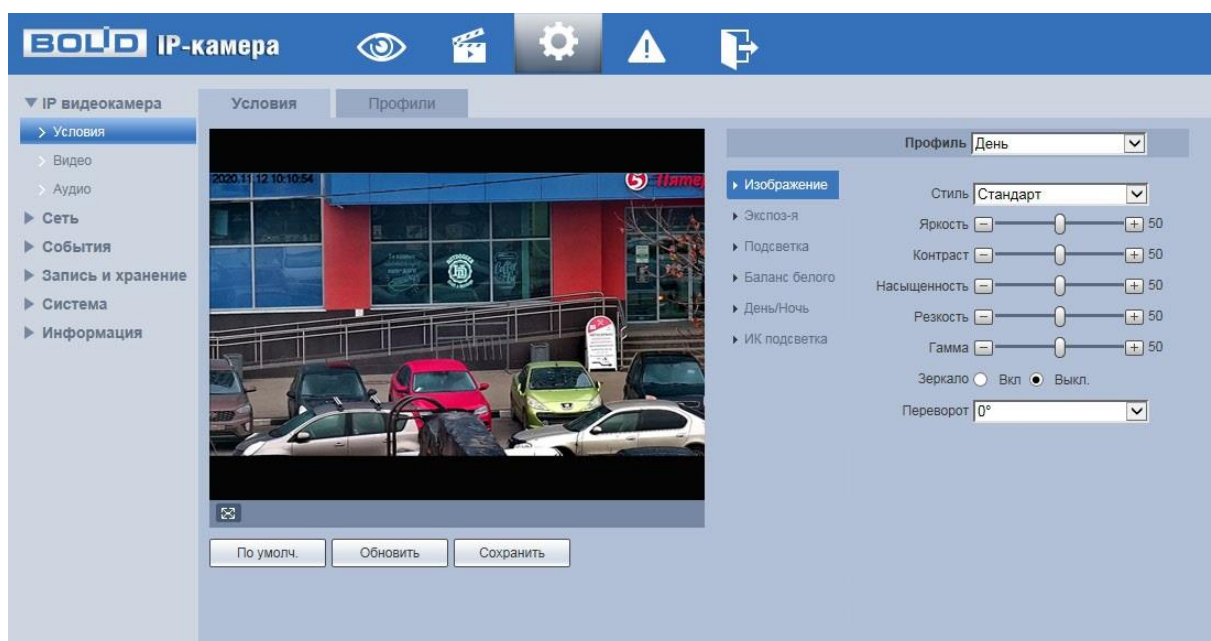 BOLID IP-камера
IP видеокамера
Условия
Видео
Аудио
Сеть
События
Запись и хранение
Система
Информация
Условия Профили
2020 11 12 10:10:54
5
По умолч. Обновить Сохранить
Профиль День
Изображение
Экспоз-я
Подсветка
Баланс белого
День/Ночь
ИК подсветка
Стиль Стандарт
Яркость 50
Контраст 50
Насыщенность 50
Резкость 50
Гамма 50
Зеркало Вкл Выкл.
Переворот 0°